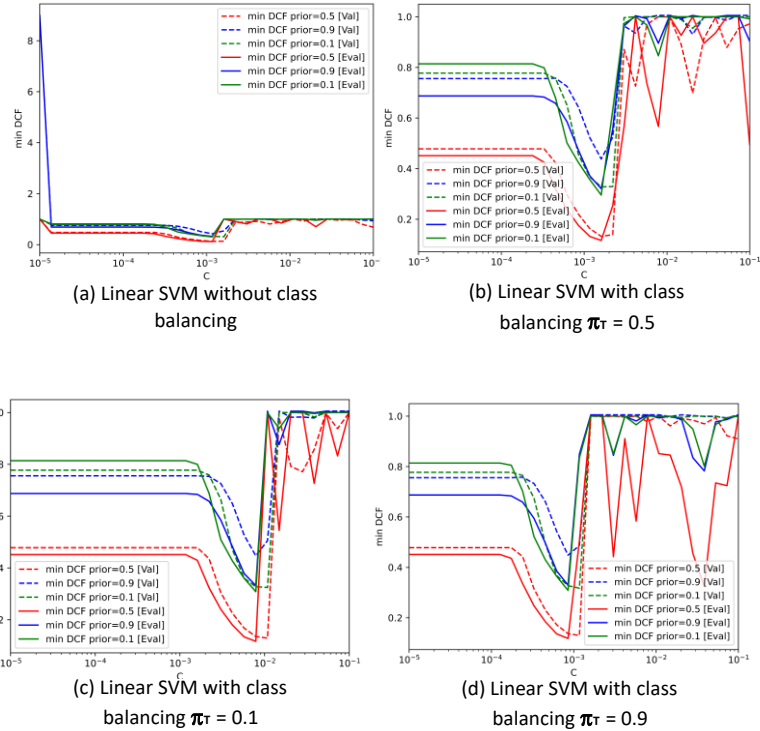 8
6
4
2
0
min DCF
min DCF prior=0.5 [Val]
min DCF prior=0.9 [Val]
min DCF prior=0.1 [Val]
min DCF prior=0.5 [Eval]
min DCF prior=0.9 [Eval]
min DCF prior=0.1 [Eval]
10⁻⁵ 10⁻⁴ 10⁻³ 10⁻² 10⁻
C
(a) Linear SVM without class
balancing
1.0
0.8
0.6
0.4
0.2
min DCF
min DCF prior=0.5 [Val]
min DCF prior=0.9 [Val]
min DCF prior=0.1 [Val]
min DCF prior=0.5 [Eval]
min DCF prior=0.9 [Eval]
min DCF prior=0.1 [Eval]
10⁻⁵ 10⁻⁴ 10⁻³ 10⁻² 10⁻¹
C
(b) Linear SVM with class
balancing πT = 0.5
.0
.8
.6
.4
.2
min DCF prior=0.5 [Val]
min DCF prior=0.9 [Val]
min DCF prior=0.1 [Val]
min DCF prior=0.5 [Eval]
min DCF prior=0.9 [Eval]
min DCF prior=0.1 [Eval]
10⁻⁵ 10⁻⁴ 10⁻³ 10⁻² 10⁻¹
C
(c) Linear SVM with class
balancing πT = 0.1
1.0
0.8
0.6
0.4
0.2
min DCF
min DCF prior=0.5 [Val]
min DCF prior=0.9 [Val]
min DCF prior=0.1 [Val]
min DCF prior=0.5 [Eval]
min DCF prior=0.9 [Eval]
min DCF prior=0.1 [Eval]
10⁻⁵ 10⁻⁴ 10⁻³ 10⁻² 10⁻¹
C
(d) Linear SVM with class
balancing πT = 0.9